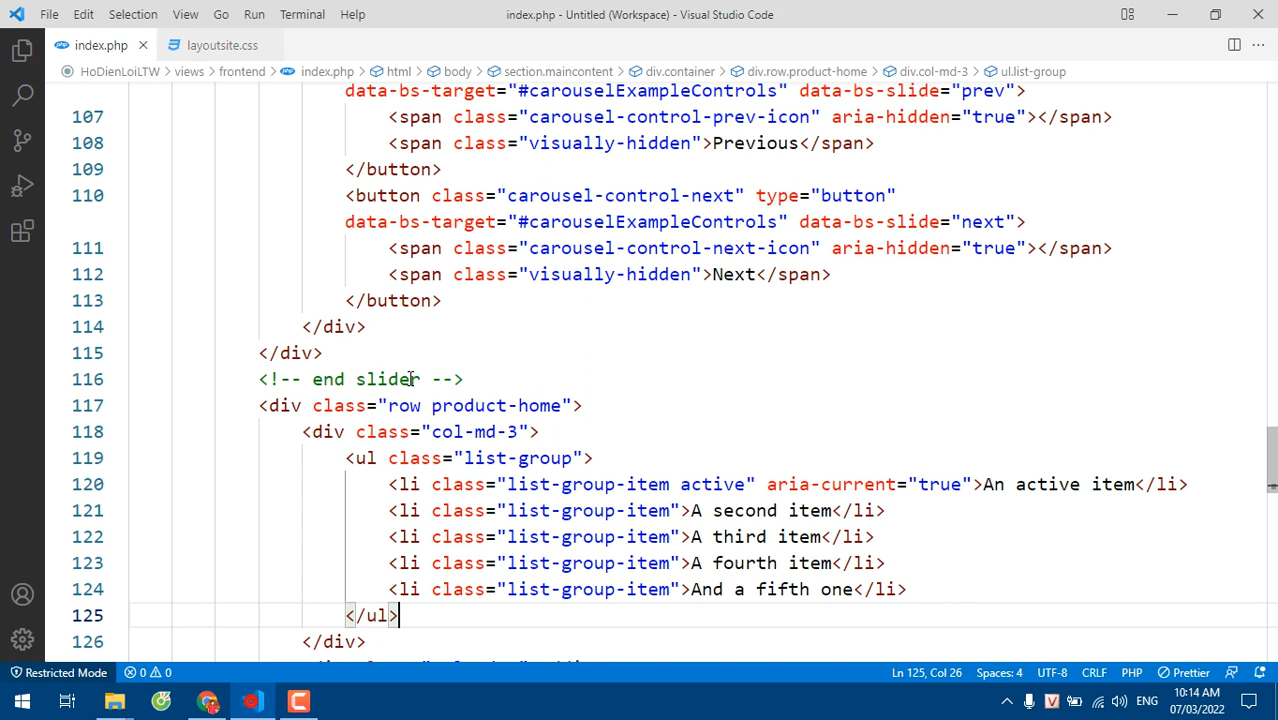 File Edit Selection View Go Run Terminal Help index.php - Untitled (Workspace) - Visual Studio Code
index.php layoutsite.css
HoDienLoiLTW > views > frontend > index.php > html > body > section.maincontent > div.container > div.row.product-home > div.col-md-3 > ul.list-group
data-bs-target="#carouselExampleControls" data-bs-slide="prev">
107 <span class="carousel-control-prev-icon" aria-hidden="true"></span>
108 <span class="visually-hidden">Previous</span>
109 </button>
110 <button class="carousel-control-next" type="button"
data-bs-target="#carouselExampleControls" data-bs-slide="next">
111 <span class="carousel-control-next-icon" aria-hidden="true"></span>
112 <span class="visually-hidden">Next</span>
113 </button>
114 </div>
115 </div>
116 <!-- end slider -->
117 <div class="row product-home">
118 <div class="col-md-3">
119 <ul class="list-group">
120 <li class="list-group-item active" aria-current="true">An active item</li>
121 <li class="list-group-item">A second item</li>
122 <li class="list-group-item">A third item</li>
123 <li class="list-group-item">A fourth item</li>
124 <li class="list-group-item">And a fifth one</li>
125 </ul>
126 </div>
Restricted Mode 0 0 Ln 125, Col 26 Spaces: 4 UTF-8 CRLF PHP Prettier
ENG 10:14 AM
07/03/2022